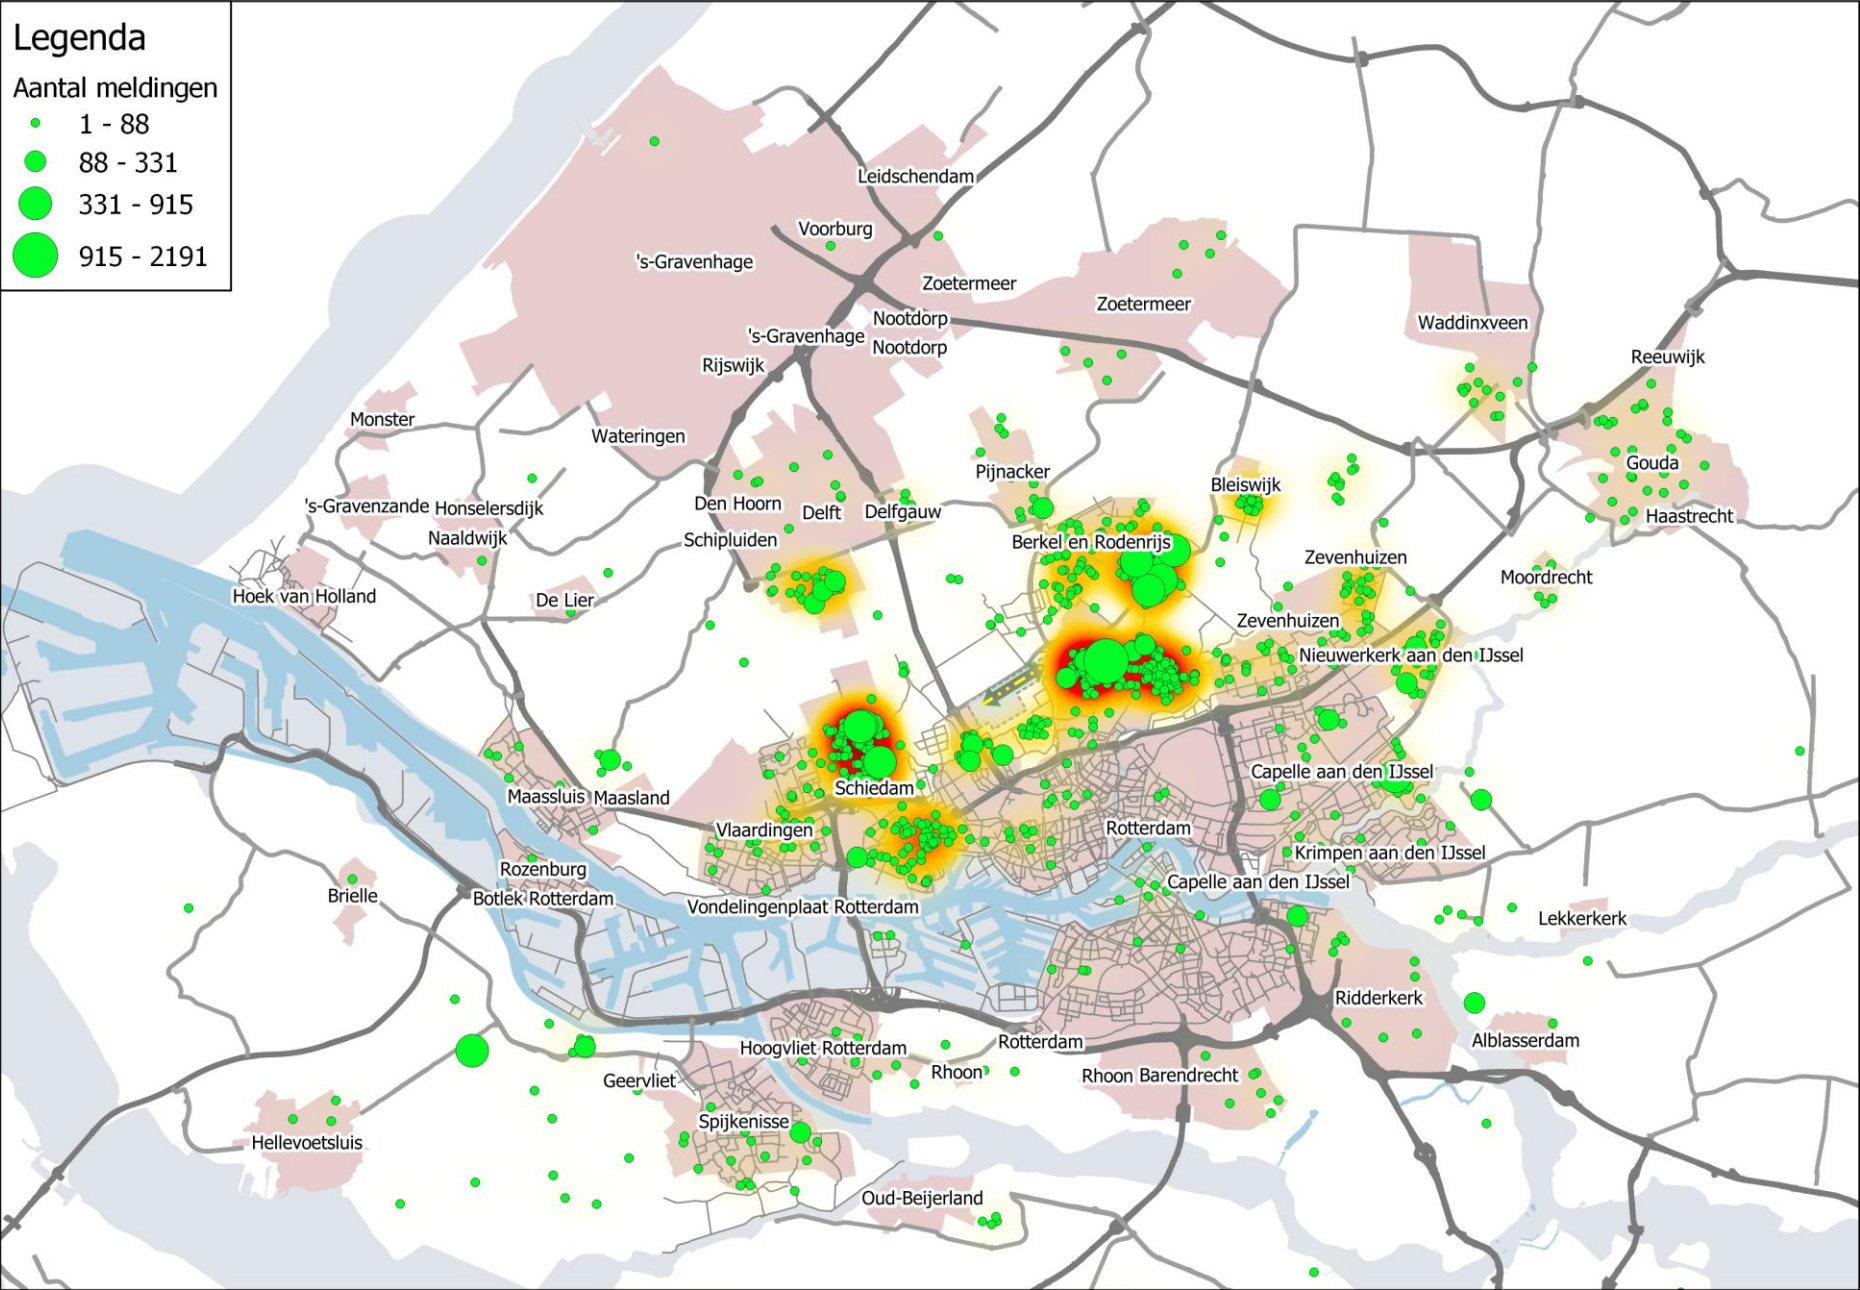 Legenda
Aantal meldingen
1 - 88
88 - 331
331 - 915
915 - 2191
Leidschendam
Voorburg
's-Gravenhage
Zoetermeer
Zoetermeer
Nootdorp
Waddinxveen
's-Gravenhage
Nootdorp
Reeuwijk
Rijswijk
Monster
Wateringen
Gouda
Pijnacker
Bleiswijk
Den Hoorn
's-Gravenzande
Honselersdijk
Delft
Delfgauw
Haastrecht
Naaldwijk
Schipluiden
Berkel en Rodenrijs
Zevenhuizen
Moordrecht
Hoek van Holland
De Lier
Zevenhuizen
Nieuwerkerk aan den IJssel
Capelle aan den IJssel
Schiedam
Maassluis
Maasland
Vlaardingen
Rotterdam
Krimpen aan den IJssel
Rozenburg
Capelle aan den IJssel
Brielle
Botlek Rotterdam
Vondelingenplaat Rotterdam
Lekkerkerk
Ridderkerk
Hoogvliet Rotterdam
Rotterdam
Alblasserdam
Geervliet
Rhoon
Rhoon
Barendrecht
Spijkenisse
Hellevoetsluis
Oud-Beijerland